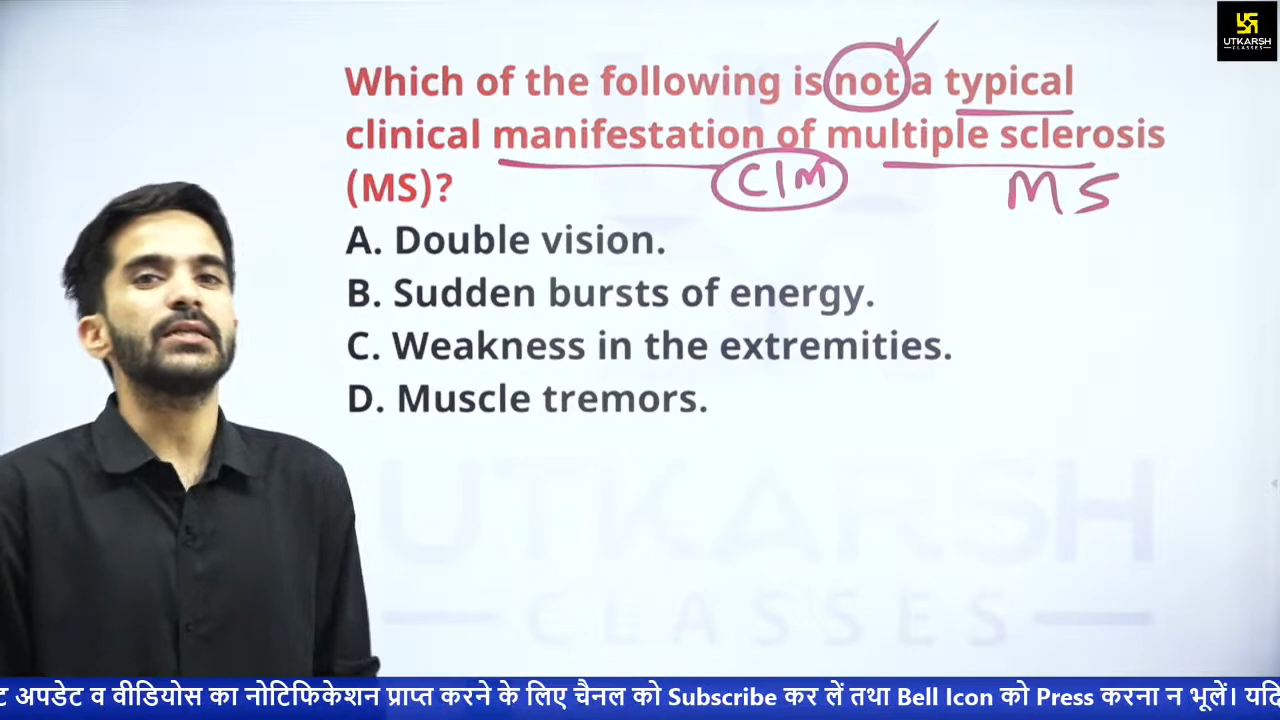 UTKARSH
CLASSES
Which of the following is not a typical
clinical manifestation of multiple sclerosis
(MS)?
C/M
MS
A. Double vision.
B. Sudden bursts of energy.
C. Weakness in the extremities.
D. Muscle tremors.
UTKARSH
CLASSES
ट अपडेट व वीडियोस का नोटिफिकेशन प्राप्त करने के लिए चैनल को Subscribe कर लें तथा Bell Icon को Press करना न भूलें। यदि